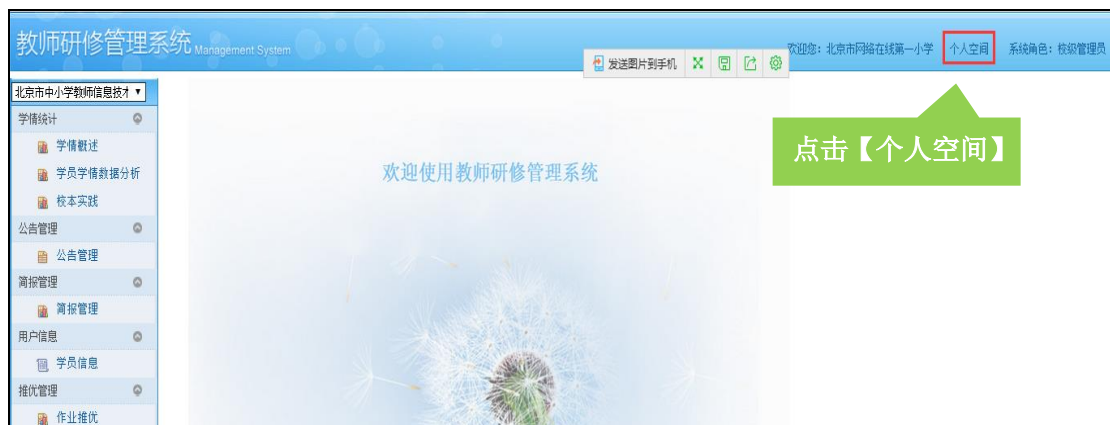 教师研修管理系统 Management System
发送图片到手机
欢迎您：北京市网络在线第一小学 个人空间 系统角色：校级管理员
北京市中小学教师信息技术
学情统计
学情概述
学员学情数据分析
校本实践
公告管理
公告管理
简报管理
简报管理
用户信息
学员信息
推优管理
作业推优
欢迎使用教师研修管理系统
点击【个人空间】